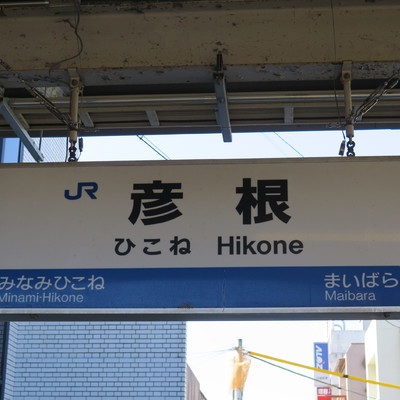 JR 彦根
ひこね Hikone
みなみひこね まいばら
Minami-Hikone Maibara